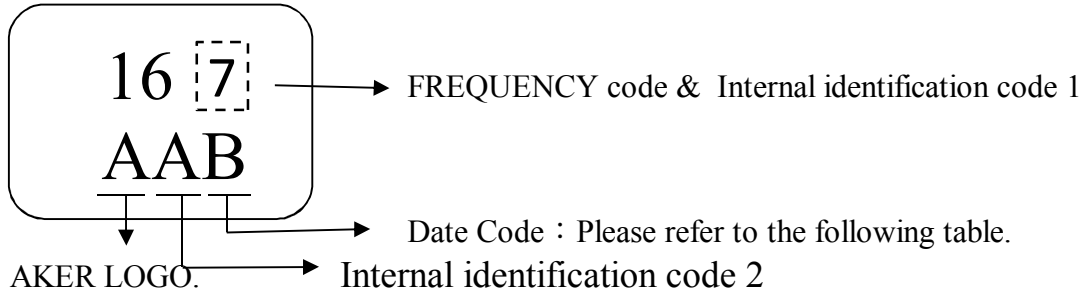 16 7 FREQUENCY code & Internal identification code 1
AAB
Date Code：Please refer to the following table.
AKER LOGO. Internal identification code 2